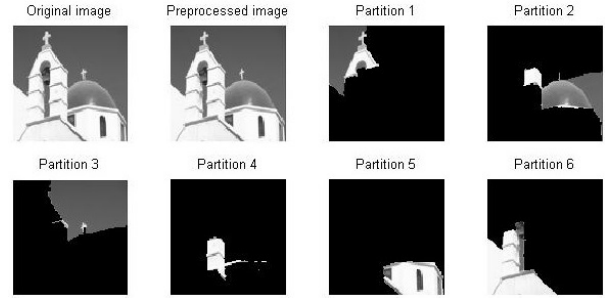 Original image
Preprocessed image
Partition 1
Partition 2
Partition 3
Partition 4
Partition 5
Partition 6